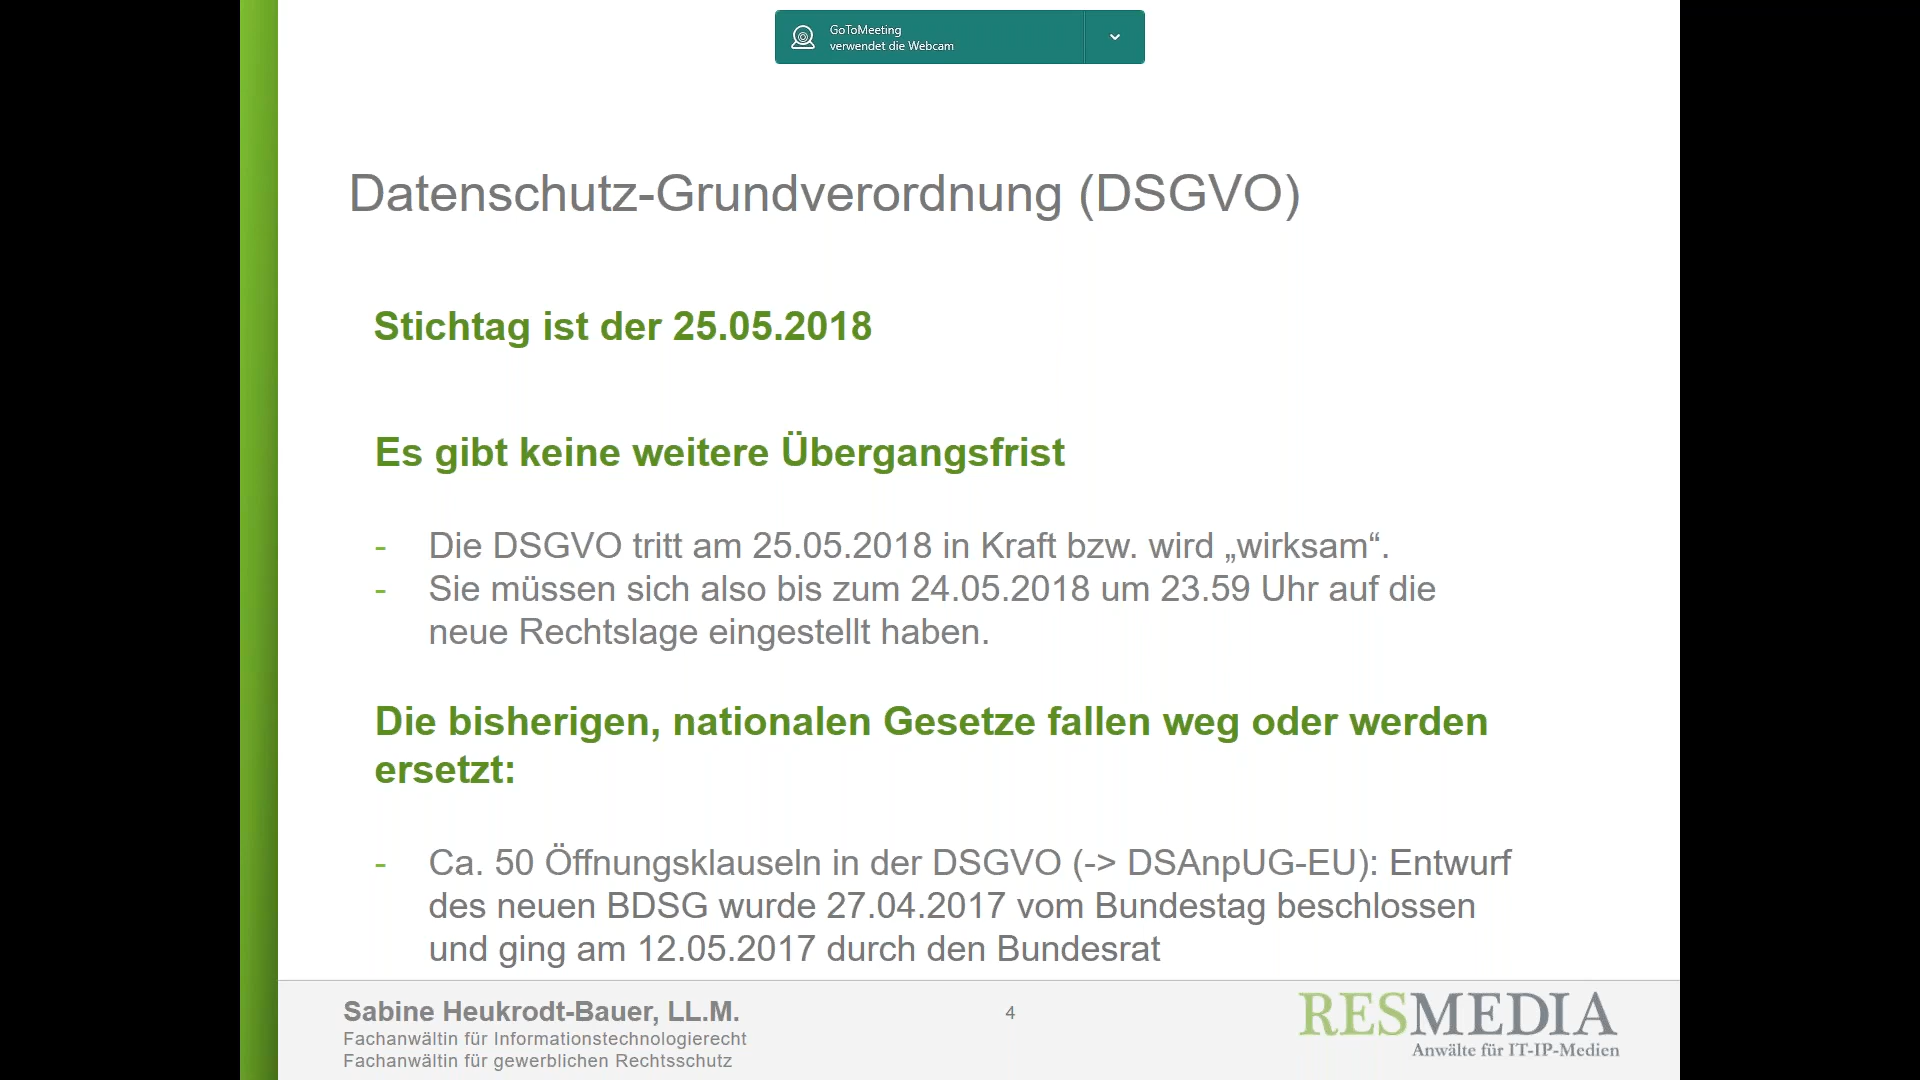 GoToMeeting
verwendet die Webcam
Datenschutz-Grundverordnung (DSGVO)
Stichtag ist der 25.05.2018
Es gibt keine weitere Übergangsfrist
- Die DSGVO tritt am 25.05.2018 in Kraft bzw. wird „wirksam“.
- Sie müssen sich also bis zum 24.05.2018 um 23.59 Uhr auf die
neue Rechtslage eingestellt haben.
Die bisherigen, nationalen Gesetze fallen weg oder werden
ersetzt:
- Ca. 50 Öffnungsklauseln in der DSGVO (-> DSAnpUG-EU): Entwurf
des neuen BDSG wurde 27.04.2017 vom Bundestag beschlossen
und ging am 12.05.2017 durch den Bundesrat
Sabine Heukrodt-Bauer, LL.M.
Fachanwältin für Informationstechnologierecht
Fachanwältin für gewerblichen Rechtsschutz
4
RESMEDIA
Anwälte für IT-IP-Medien